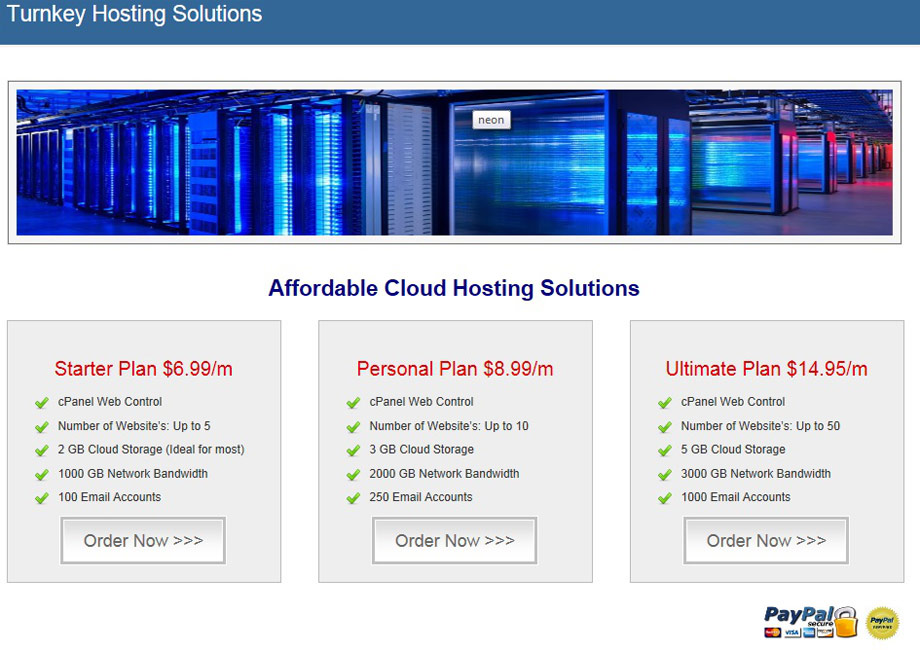 Turnkey Hosting Solutions
neon
Affordable Cloud Hosting Solutions
Starter Plan $6.99/m
cPanel Web Control
Number of Website's: Up to 5
2 GB Cloud Storage (Ideal for most)
1000 GB Network Bandwidth
100 Email Accounts
Order Now >>>
Personal Plan $8.99/m
cPanel Web Control
Number of Website's: Up to 10
3 GB Cloud Storage
2000 GB Network Bandwidth
250 Email Accounts
Order Now >>>
Ultimate Plan $14.95/m
cPanel Web Control
Number of Website's: Up to 50
5 GB Cloud Storage
3000 GB Network Bandwidth
1000 Email Accounts
Order Now >>>
PayPal
secure
VISA
PayPal